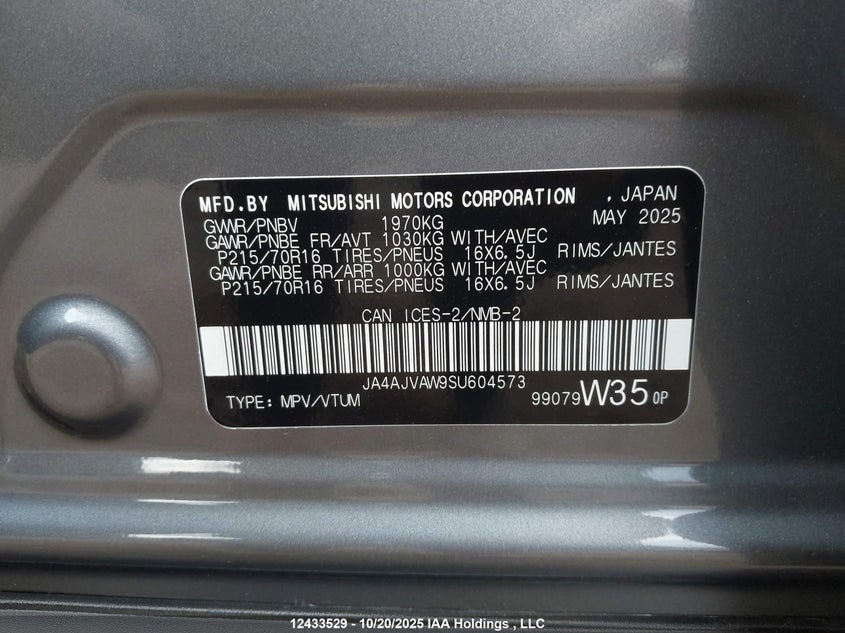 MFD.BY MITSUBISHI MOTORS CORPORATION , JAPAN
GVWR/PNBV 1970KG MAY 2025
GAWR/PNBE FR/AVT 1030KG WITH/AVEC
P215/70R16 TIRES/PNEUS 16X6.5J RIMS/JANTES
GAWR/PNBE RR/ARR 1000KG WITH/AVEC
P215/70R16 TIRES/PNEUS 16X6.5J RIMS/JANTES
CAN ICES-2/NMB-2
JA4AJVAW9SU604573
TYPE: MPV/VTUM 99079W35 0P
12433529 - 10/20/2025 IAA Holdings , LLC